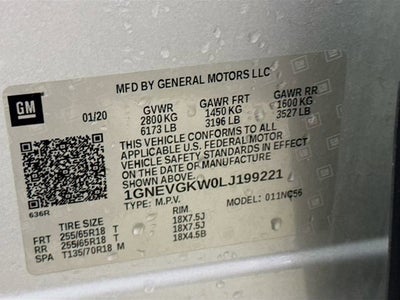 MFD BY GENERAL MOTORS LLC
GM
01/20 GVWR GAWR FRT GAWR RR
2800 KG 1450 KG 1600 KG
6173 LB 3196 LB 3527 LB
THIS VEHICLE CONFORMS TO ALL
APPLICABLE U.S. FEDERAL MOTOR
VEHICLE SAFETY STANDARDS IN EFFECT
ON THE DATE OF MANUFACTURE SHOWN ABOVE.
1GNEVGKW0LJ199221
636R TYPE: M.P.V. MODEL: 011NC56
TIRE SIZE RIM
FRT 255/65R18 T 18X7.5J
RR 255/65R18 T 18X7.5J
SPA T135/70R18 M 18X4.5B